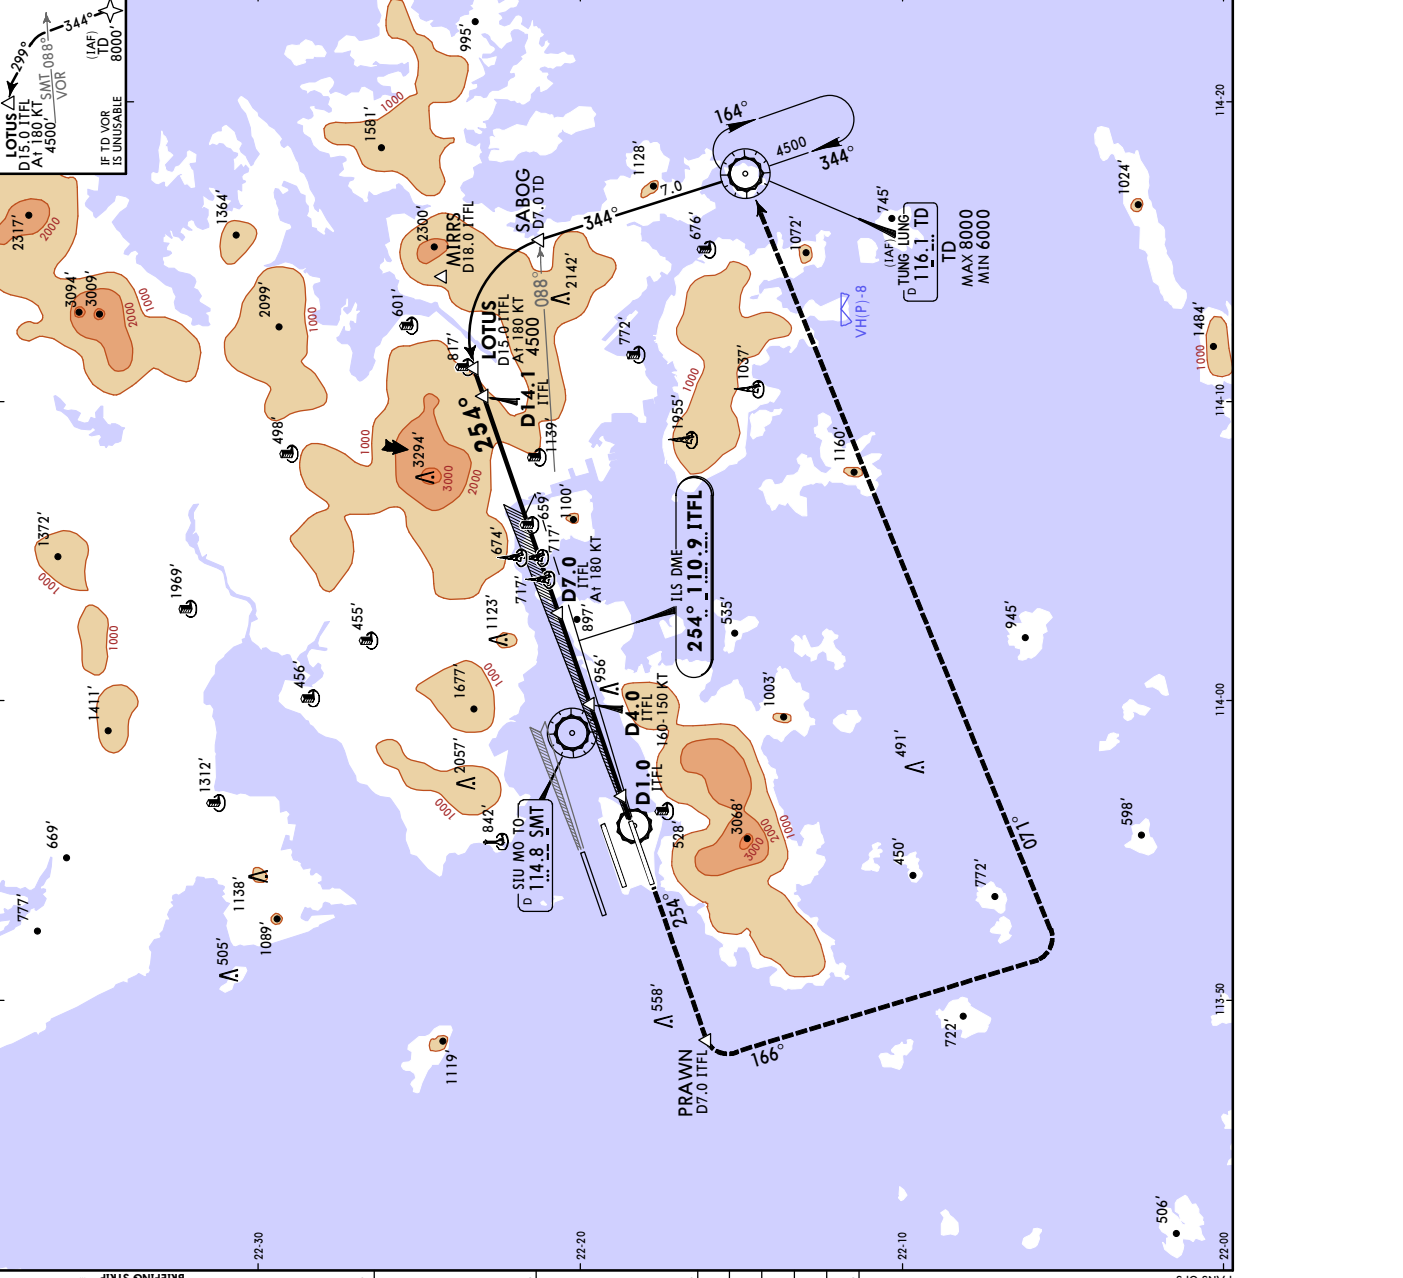 LOTUS
D15.0 ITFL
At 180 KT
4500'
299°
344°
SMT 088°
VOR
(IAF)
TD
8000'
IF TD VOR
IS UNUSABLE
995'
1000
1581'
2317'
2000
1364'
3094'
3009'
2000
1000
2099'
1000
2300'
MIRRS
D18.0 ITFL
SABOG
D7.0 TD
344°
7.0
1128'
164°
4500
344°
676'
1072'
745'
(IAF)
TUNG LUNG
D 116.1 TD
TD
MAX 8000
MIN 6000
VH(P)-8
1024'
1484'
1000
114-20
114-10
601'
817'
LOTUS
D15.0 ITFL
At 180 KT
4500
088°
2142'
D14.1
ITFL
254°
772'
1037'
1000
1955'
1160'
498'
1000
3294'
3000
2000
1139'
659'
1100'
674'
717'
717'
D7.0
ITFL
At 180 KT
897'
ILS DME
254° 110.9 ITFL
535'
945'
1372'
1000
1969'
1000
455'
1123'
456'
1677'
1000
956'
D4.0
ITFL
160-150 KT
1003'
1411'
1312'
2057'
1000
842'
SIU MO TO
D 114.8 SMT
D1.0
ITFL
528'
3068'
3000
2000
1000
491'
450'
772'
071°
598'
114-00
669'
777'
1138'
1089'
505'
254°
558'
PRAWN
D7.0 ITFL
166°
722'
1119'
113-50
506'
22-30
22-20
22-10
22-00
BRIEFING STRIP